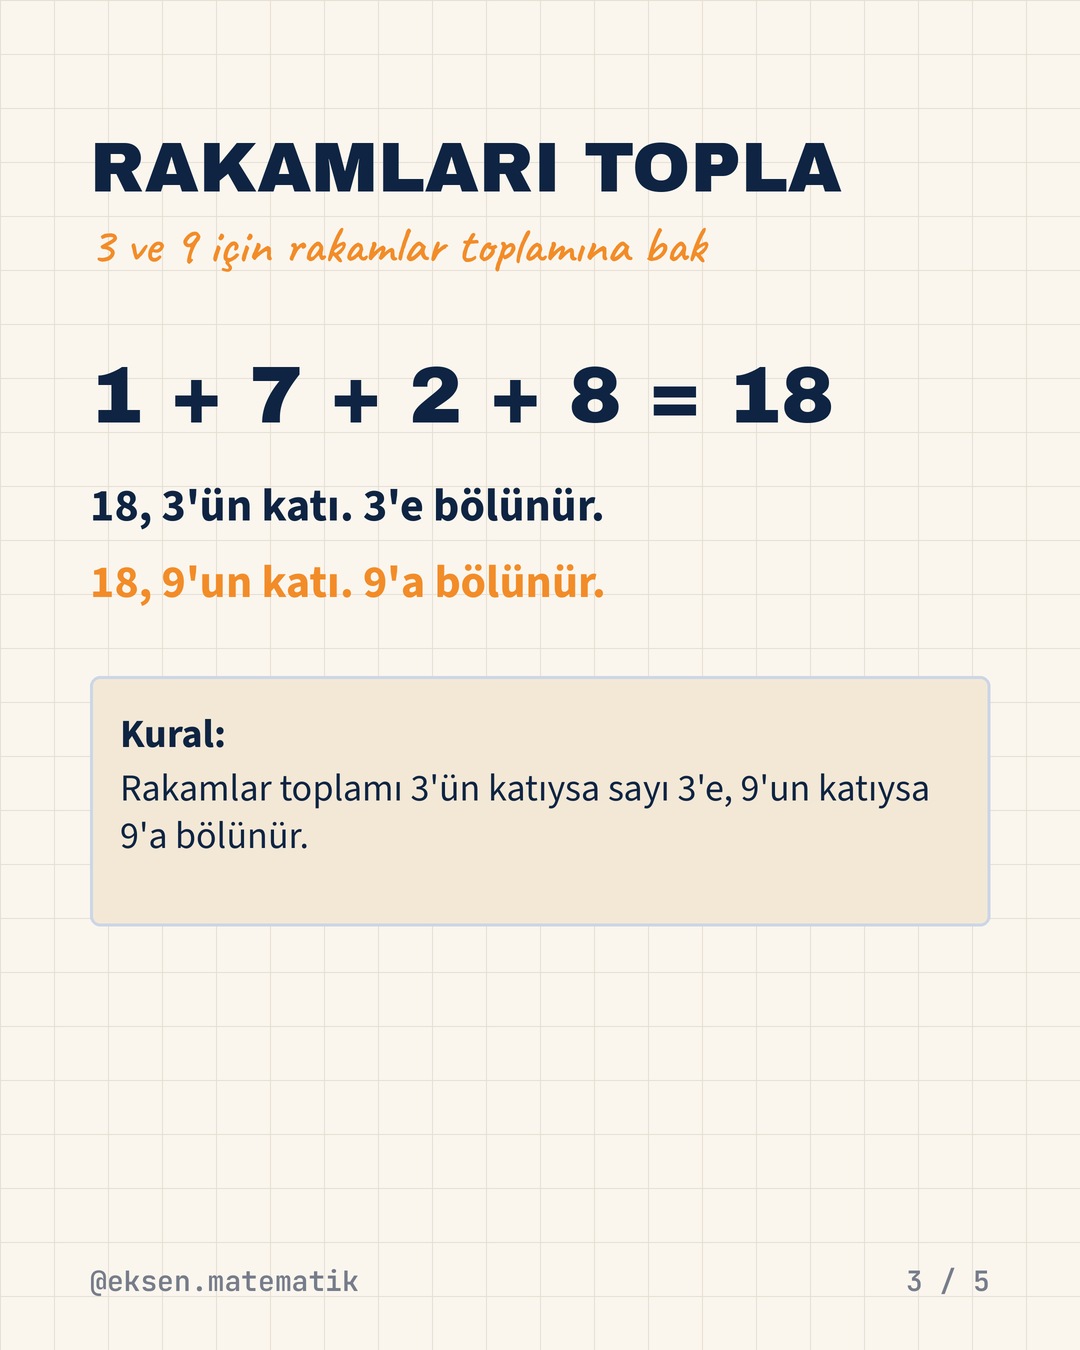 RAKAMLARI TOPLA
3 ve 9 için rakamlar toplamına bak
1 + 7 + 2 + 8 = 18
18, 3'ün katı. 3'e bölünür.
18, 9'un katı. 9'a bölünür.
Kural:
Rakamlar toplamı 3'ün katıysa sayı 3'e, 9'un katıysa
9'a bölünür.
@eksen.matematik
3 / 5